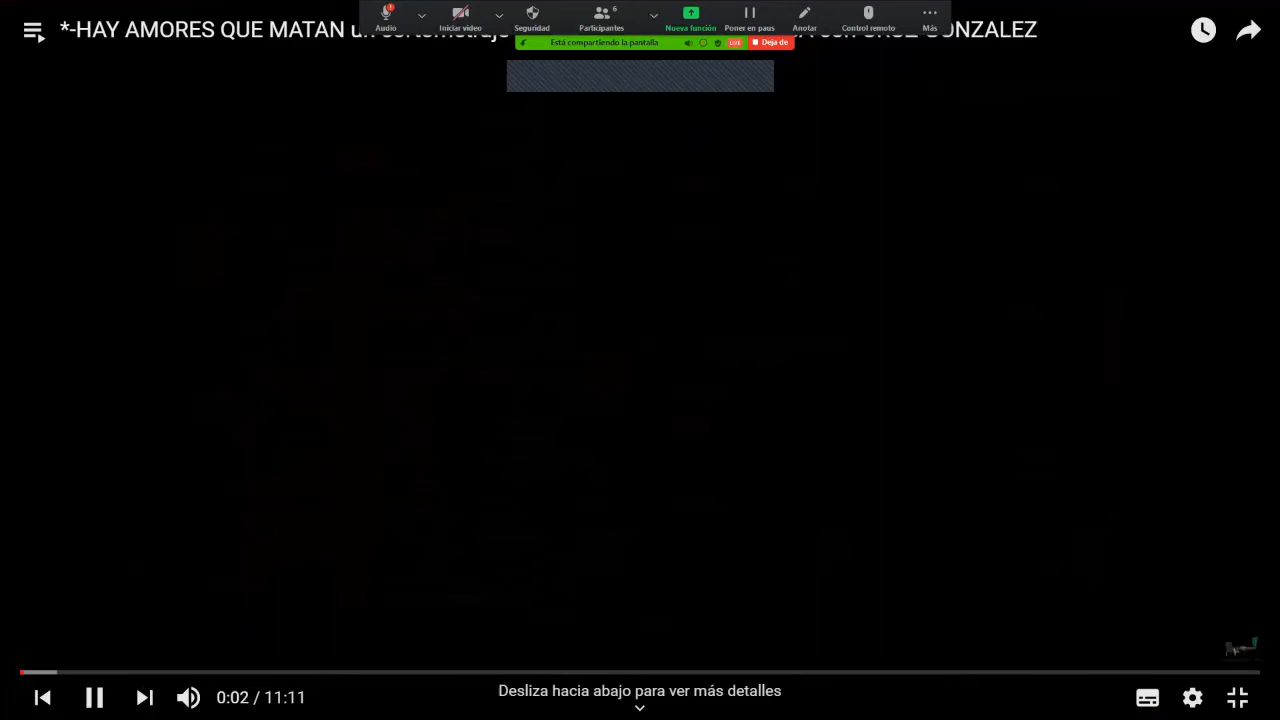 Audio
Iniciar video
Seguridad
6
Participantes
Nueva función
Poner en paus
Anotar
Control remoto
Más
*-HAY AMORES QUE MATAN
GONZALEZ
Está compartiendo la pantalla
LIVE
Deja de
0:02 / 11:11
Desliza hacia abajo para ver más detalles